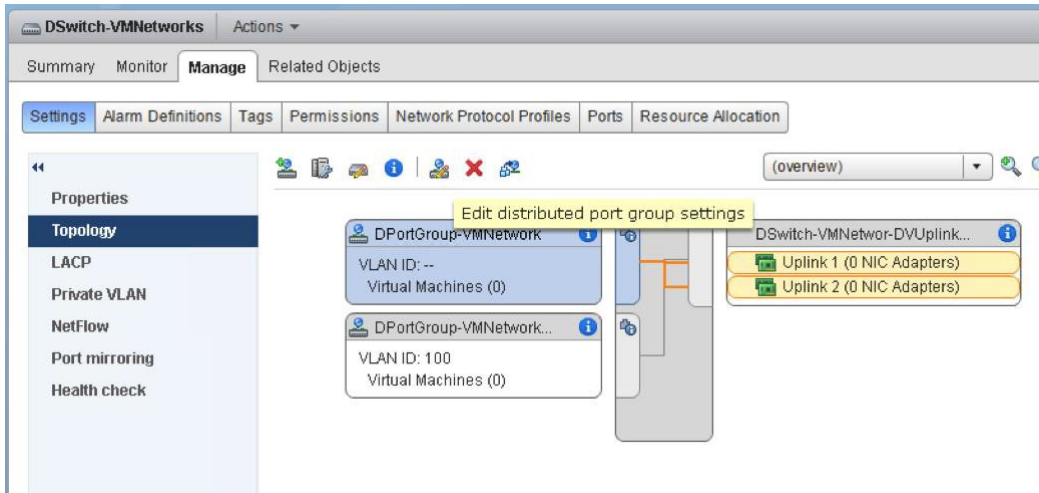 DSwitch-VMNetworks Actions
Summary Monitor Manage Related Objects
Settings Alarm Definitions Tags Permissions Network Protocol Profiles Ports Resource Allocation
(overview)
Properties
Topology
LACP
Private VLAN
NetFlow
Port mirroring
Health check
Edit distributed port group settings
DPortGroup-VMNetwork
VLAN ID: --
Virtual Machines (0)
DPortGroup-VMNetwork...
VLAN ID: 100
Virtual Machines (0)
DSwitch-VMNetwor-DVUplink...
Uplink 1 (0 NIC Adapters)
Uplink 2 (0 NIC Adapters)